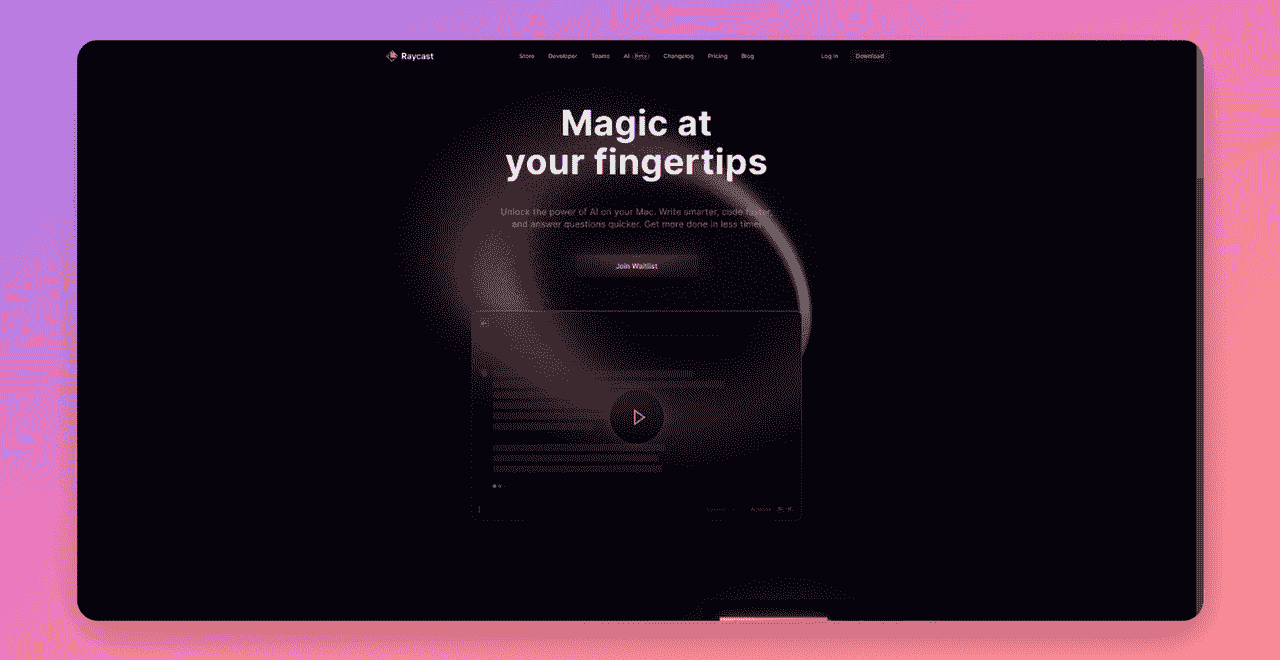 Raycast
Store Developer Teams AI Beta Changelog Pricing Blog
Log in Download
Magic at
your fingertips
Unlock the power of AI on your Mac. Write smarter, code faster,
and answer questions quicker. Get more done in less time.
Join Waitlist
Actions